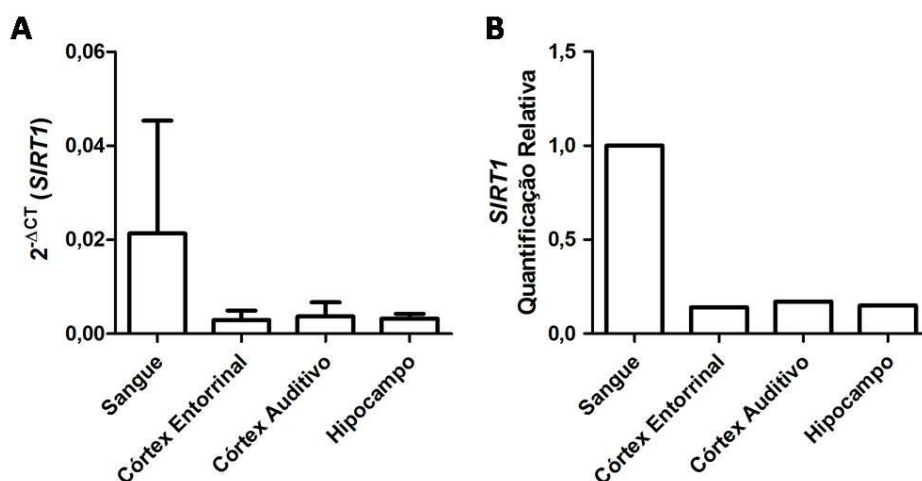 A
2-ΔCT (SIRT1)
0,06
0,04
0,02
0,00
Sangue
Córtex Entorrinal
Córtex Auditivo
Hipocampo
B
SIRT1
Quantificação Relativa
1,5
1,0
0,5
0,0
Sangue
Córtex Entorrinal
Córtex Auditivo
Hipocampo